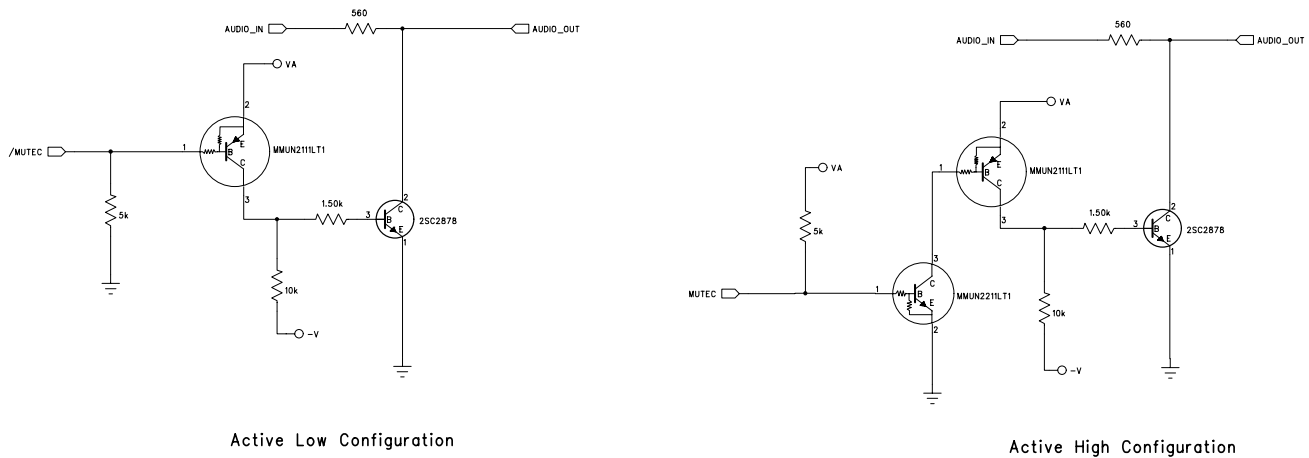 560
AUDIO_IN
AUDIO_OUT
VA
2
/MUTEC
1
B
E
C
MMUN2111LT1
3
5k
1.50k
3
B
C
E
2
1
2SC2878
10k
-V
Active Low Configuration
560
AUDIO_IN
AUDIO_OUT
VA
2
1
B
E
C
MMUN2111LT1
3
VA
5k
1.50k
3
B
C
E
2
1
2SC2878
3
MUTEC
1
B
C
E
MMUN2211LT1
2
10k
-V
Active High Configuration